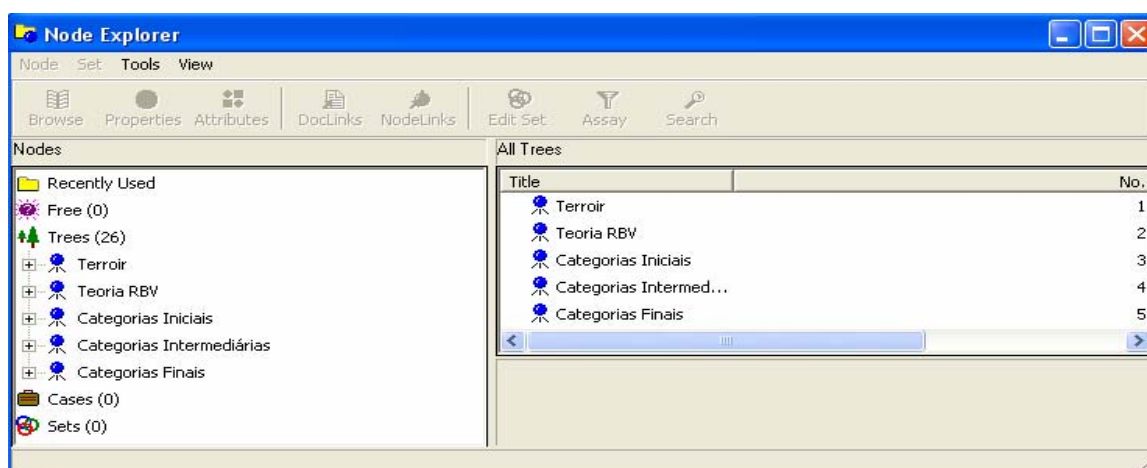 Node Explorer
Node Set Tools View
Browse Properties Attributes DocLinks NodeLinks Edit Set Assay Search
Nodes
All Trees
Recently Used
Free (0)
Trees (26)
Terroir
Teoria RBV
Categorias Iniciais
Categorias Intermediárias
Categorias Finais
Cases (0)
Sets (0)
Title No.
Terroir 1
Teoria RBV 2
Categorias Iniciais 3
Categorias Intermed... 4
Categorias Finais 5